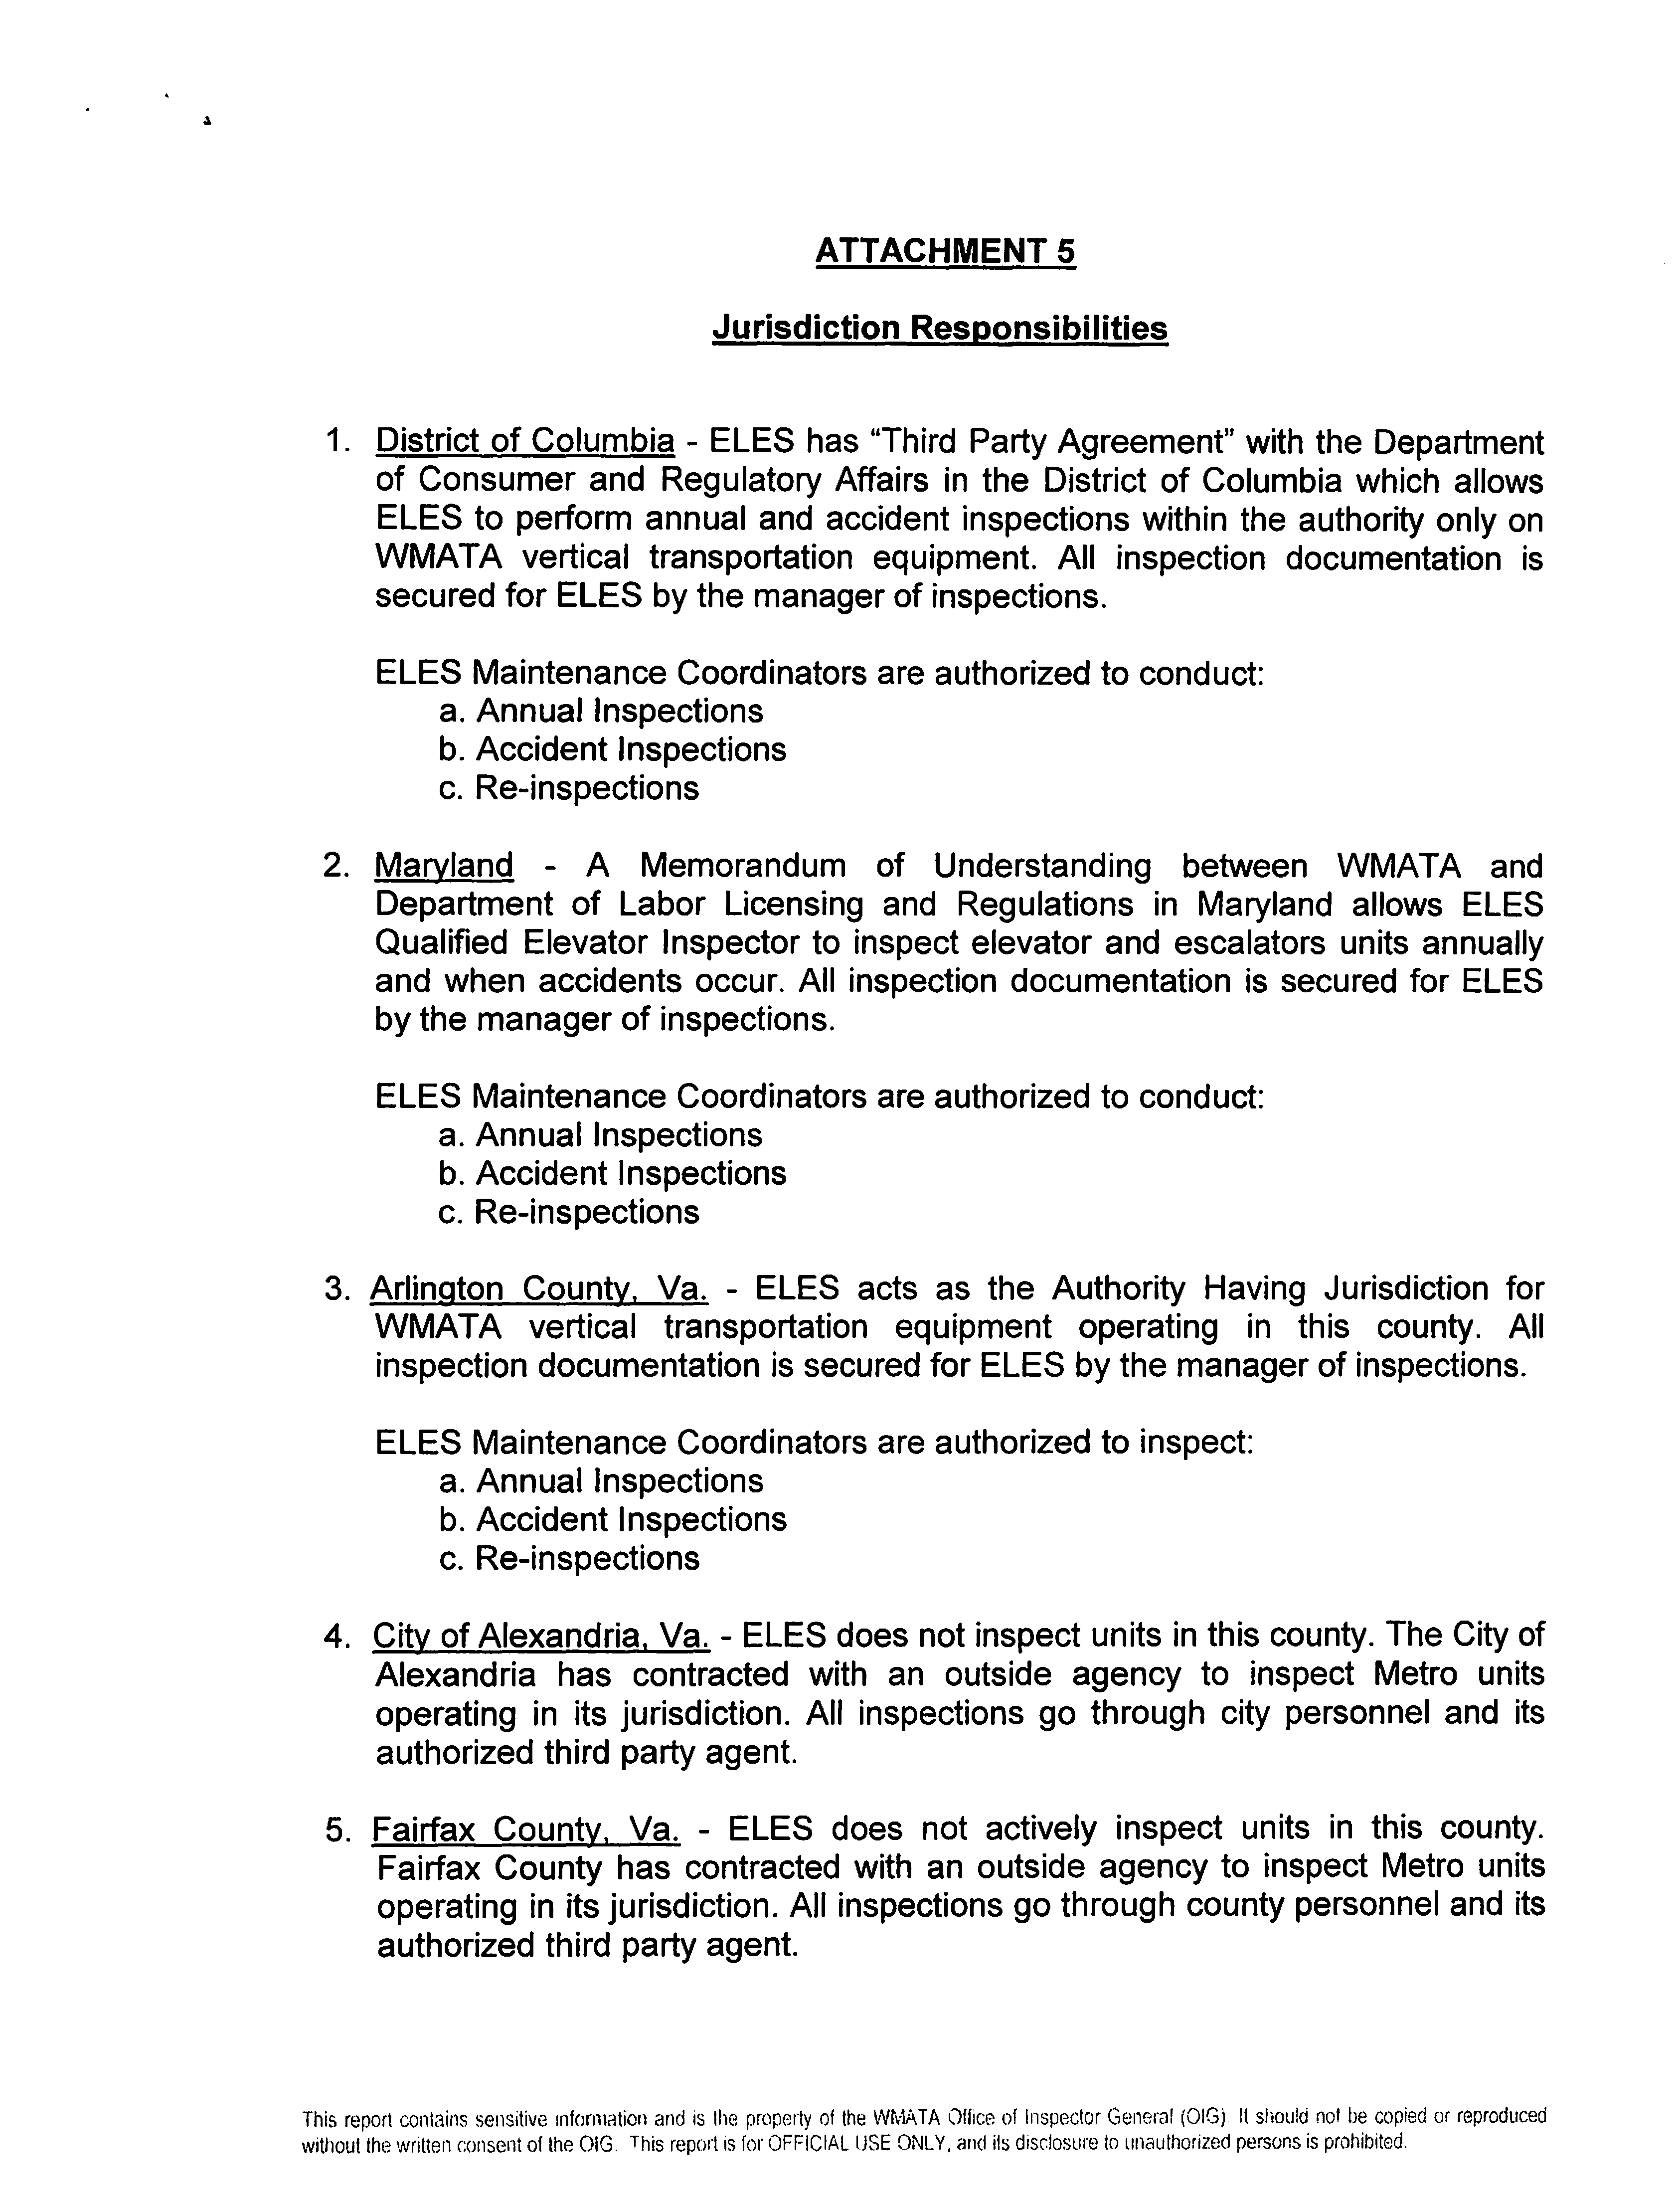 ATTACHMENT 5
Jurisdiction Responsibilities
1. District of Columbia - ELES has “Third Party Agreement” with the Department
of Consumer and Regulatory Affairs in the District of Columbia which allows
ELES to perform annual and accident inspections within the authority only on
WMATA vertical transportation equipment. All inspection documentation is
secured for ELES by the manager of inspections.
ELES Maintenance Coordinators are authorized to conduct:
a. Annual Inspections
b. Accident Inspections
c. Re-inspections
2. Maryland - A Memorandum of Understanding between WMATA and
Department of Labor Licensing and Regulations in Maryland allows ELES
Qualified Elevator Inspector to inspect elevator and escalators units annually
and when accidents occur. All inspection documentation is secured for ELES
by the manager of inspections.
ELES Maintenance Coordinators are authorized to conduct:
a. Annual Inspections
b. Accident Inspections
c. Re-inspections
3. Arlington County, Va. - ELES acts as the Authority Having Jurisdiction for
WMATA vertical transportation equipment operating in this county. All
inspection documentation is secured for ELES by the manager of inspections.
ELES Maintenance Coordinators are authorized to inspect:
a. Annual Inspections
b. Accident Inspections
c. Re-inspections
4. City of Alexandria, Va. - ELES does not inspect units in this county. The City of
Alexandria has contracted with an outside agency to inspect Metro units
operating in its jurisdiction. All inspections go through city personnel and its
authorized third party agent.
5. Fairfax County, Va. - ELES does not actively inspect units in this county.
Fairfax County has contracted with an outside agency to inspect Metro units
operating in its jurisdiction. All inspections go through county personnel and its
authorized third party agent.
This report contains sensitive information and is the property of the WMATA Office of Inspector General (OIG). It should not be copied or reproduced
without the written consent of the OIG. This report is for OFFICIAL USE ONLY, and its disclosure to unauthorized persons is prohibited.